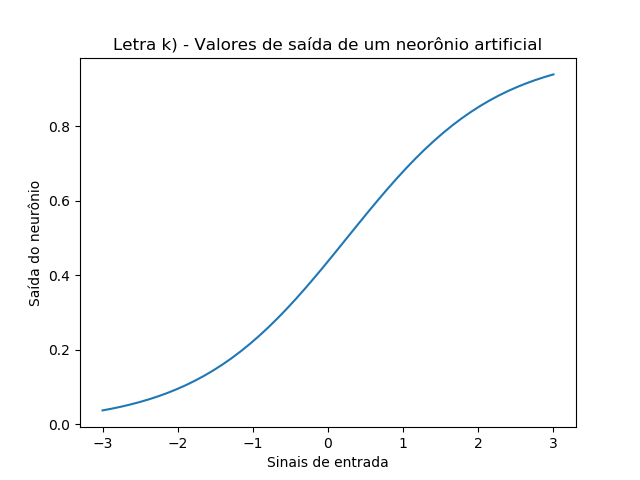 Letra k) - Valores de saída de um neorônio artificial
Saída do neurônio
0.8
0.6
0.4
0.2
0.0
−3 −2 −1 0 1 2 3
Sinais de entrada